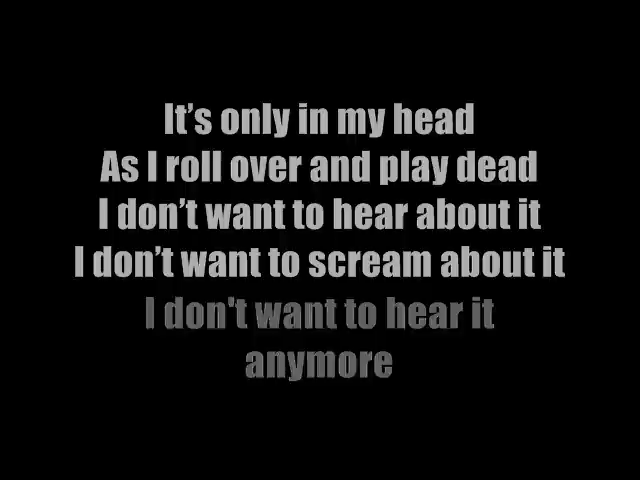 It’s only in my head
As I roll over and play dead
I don’t want to hear about it
I don’t want to scream about it
I don't want to hear it
anymore